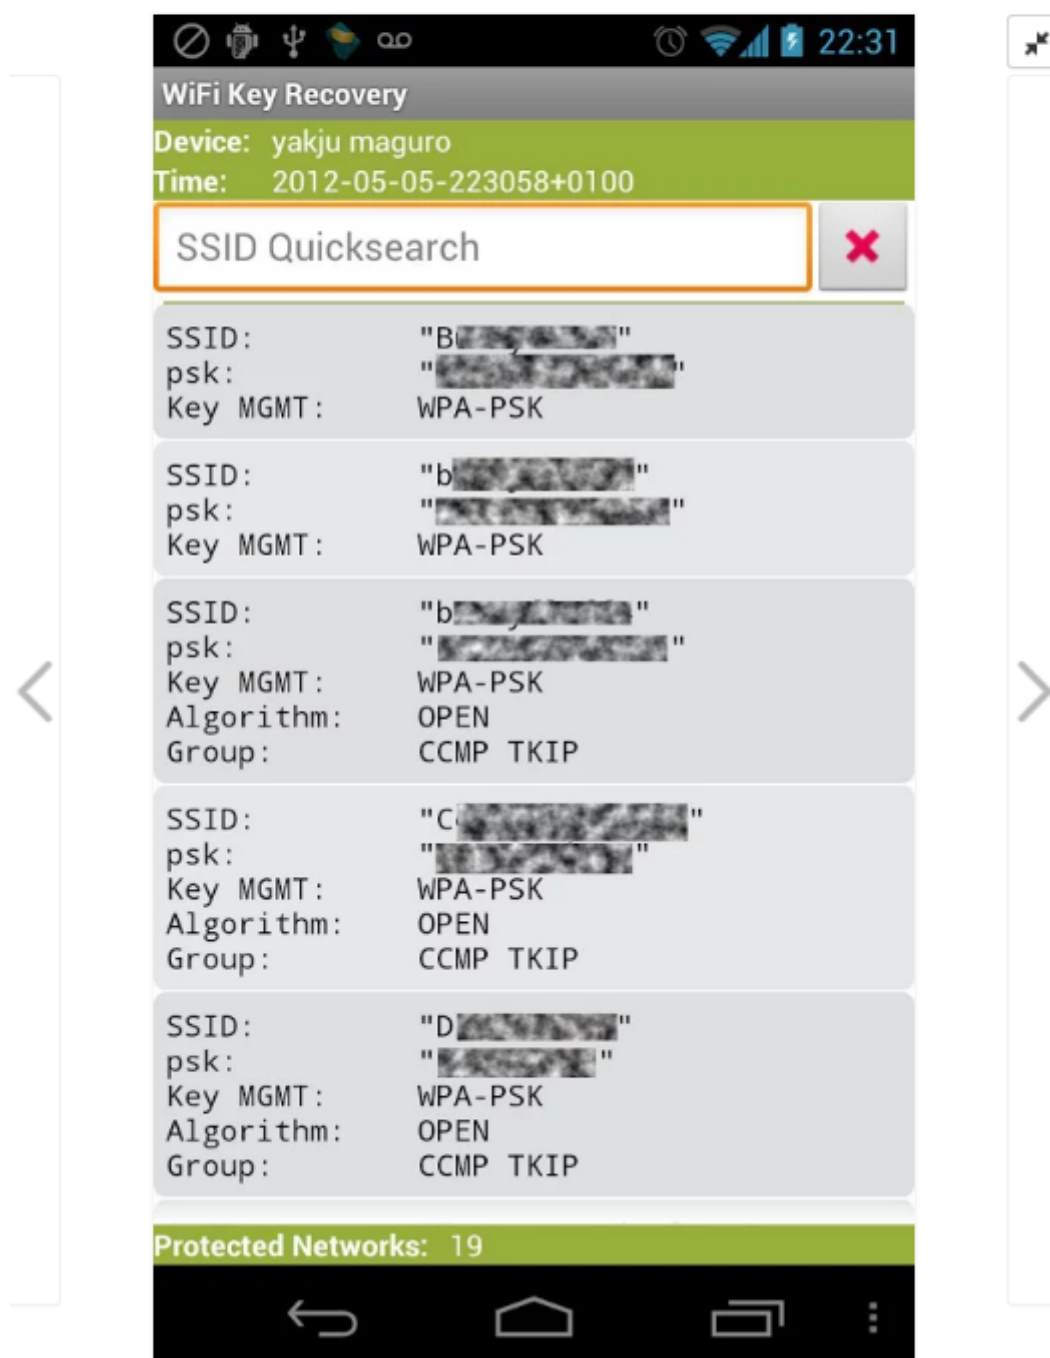 22:31
WiFi Key Recovery
Device: yakju maguro
Time: 2012-05-05-223058+0100
SSID Quicksearch
SSID: "B"
psk: ""
Key MGMT: WPA-PSK
SSID: "b"
psk: ""
Key MGMT: WPA-PSK
SSID: "b"
psk: ""
Key MGMT: WPA-PSK
Algorithm: OPEN
Group: CCMP TKIP
SSID: "C"
psk: ""
Key MGMT: WPA-PSK
Algorithm: OPEN
Group: CCMP TKIP
SSID: "D"
psk: ""
Key MGMT: WPA-PSK
Algorithm: OPEN
Group: CCMP TKIP
Protected Networks: 19